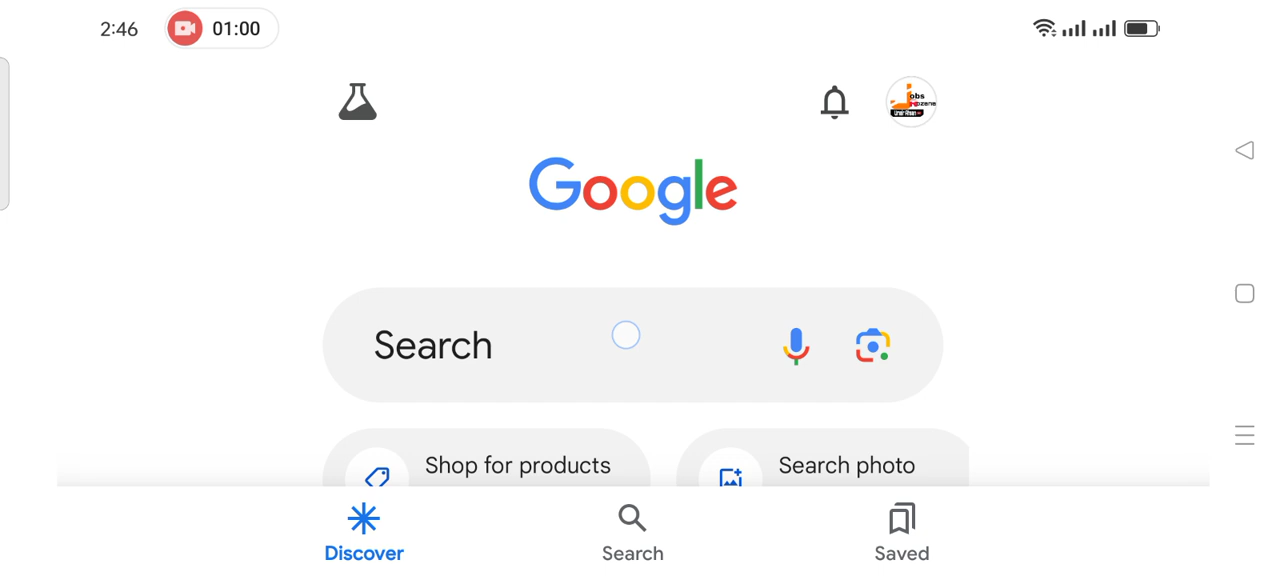 2:46
01:00
Google
Search
Shop for products
Search photo
Discover
Search
Saved